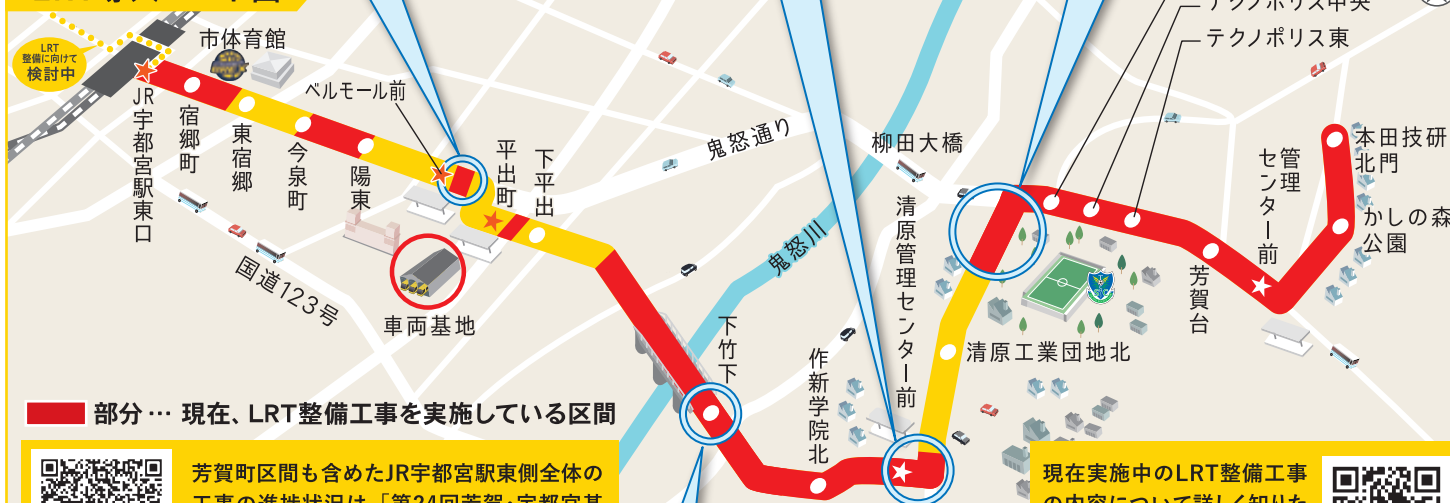 テクノポリス中央
テクノポリス東
市体育館
LRT
整備に向けて
検討中
ベルモール前
JR宇都宮駅東口
宿郷町
東宿郷
今泉町
陽東
平出町
下平出
鬼怒通り
柳田大橋
鬼怒川
国道123号
車両基地
下竹下
作新学院北
清原管理センター前
清原工業団地北
芳賀台
管理
センター前
かしの森
公園
本田技研
北門
部分… 現在、LRT整備工事を実施している区間
芳賀町区間も含めたJR宇都宮駅東側全体の
現在実施中のLRT整備工事